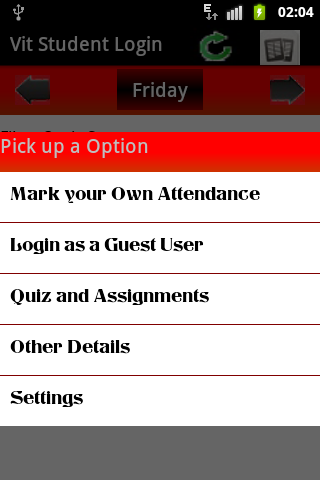 E
02:04
Vit Student Login
Friday
Pick up a Option
Mark your Own Attendance
Login as a Guest User
Quiz and Assignments
Other Details
Settings